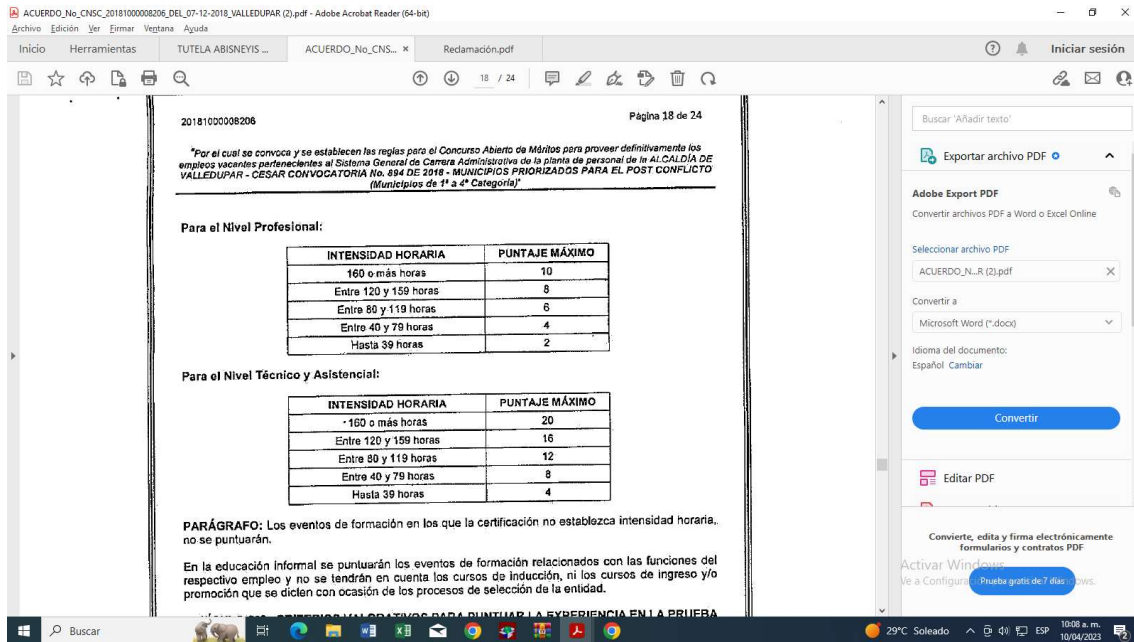 ACUERDO_No_CNSC_20181000008206_DEL_07-12-2018_VALLEDUPAR (2).pdf - Adobe Acrobat Reader (64-bit)
Archivo Edición Ver Eirmar Ventana Ayuda
Inicio Herramientas TUTELA ABISNEYIS ... ACUERDO_No_CNS... × Reclamación.pdf Iniciar sesión
18 / 24
20181000008206 Página 18 de 24
"Por el cual se convoca y se establecen las reglas para el Concurso Abierto de Méritos para proveer definitivamente los
empleos vacantes pertenecientes al Sistema General de Carrera Administrativa de la planta de personal de la ALCALDÍA DE
VALLEDUPAR - CESAR CONVOCATORIA No. 894 DE 2018 - MUNICIPIOS PRIORIZADOS PARA EL POST CONFLICTO
(Municipios de 1ª a 4ª Categoría)"
Para el Nivel Profesional:
INTENSIDAD HORARIA PUNTAJE MÁXIMO
160 o más horas 10
Entre 120 y 159 horas 8
Entre 80 y 119 horas 6
Entre 40 y 79 horas 4
Hasta 39 horas 2
Para el Nivel Técnico y Asistencial:
INTENSIDAD HORARIA PUNTAJE MÁXIMO
160 o más horas 20
Entre 120 y 159 horas 16
Entre 80 y 119 horas 12
Entre 40 y 79 horas 8
Hasta 39 horas 4
PARÁGRAFO: Los eventos de formación en los que la certificación no establezca intensidad horaria,
no se puntuarán.
En la educación informal se puntuarán los eventos de formación relacionados con las funciones del
respectivo empleo y no se tendrán en cuenta los cursos de inducción, ni los cursos de ingreso y/o
promoción que se dicten con ocasión de los procesos de selección de la entidad.
CRITERIOS VALORATIVOS PARA PUNTUAR LA EXPERIENCIA EN LA PRUEBA
Buscar 'Añadir texto'
Exportar archivo PDF
Adobe Export PDF
Convertir archivos PDF a Word o Excel Online
Seleccionar archivo PDF
ACUERDO_N...R (2).pdf
Convertir a
Microsoft Word (*.docx)
Idioma del documento:
Español Cambiar
Convertir
Editar PDF
Convierte, edita y firma electrónicamente
formularios y contratos PDF
Activar Windows
Ve a Configurac
Prueba gratis de 7 días
ndows.
Buscar
29°C Soleado ESP 10:08 a. m.
10/04/2023